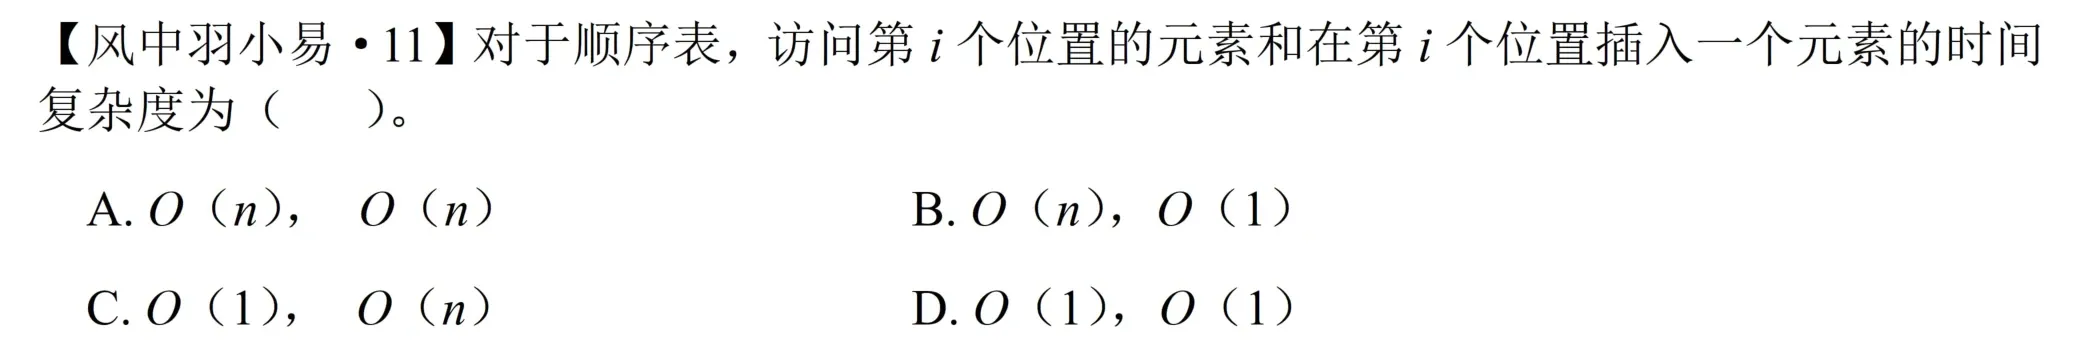 【风中羽小易·11】对于顺序表，访问第 i 个位置的元素和在第 i 个位置插入一个元素的时间
复杂度为（    ）。
A. O（n），  O（n）    B. O（n），O（1）
C. O（1），  O（n）    D. O（1），O（1）